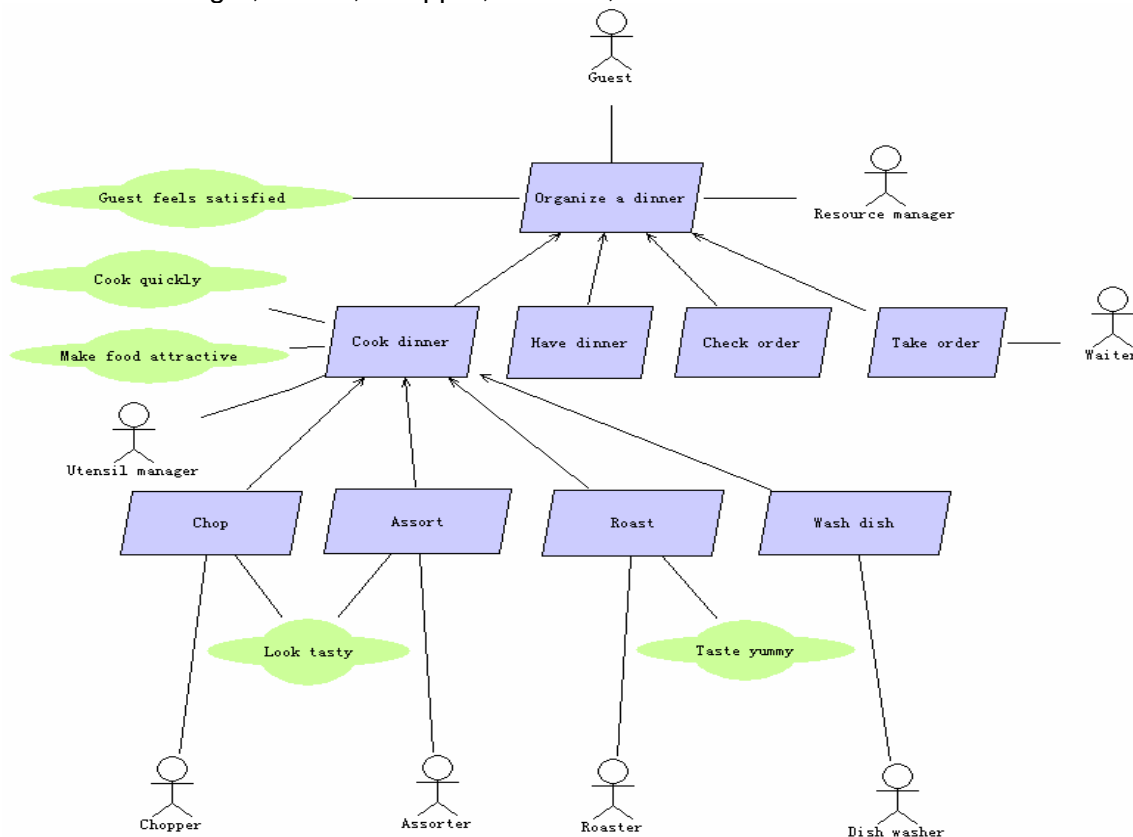 Guest
Guest feels satisfied
Organize a dinner
Resource manager
Cook quickly
Make food attractive
Cook dinner
Have dinner
Check order
Take order
Waiter
Utensil manager
Chop
Assort
Roast
Wash dish
Look tasty
Taste yummy
Chopper
Assorter
Roaster
Dish washer